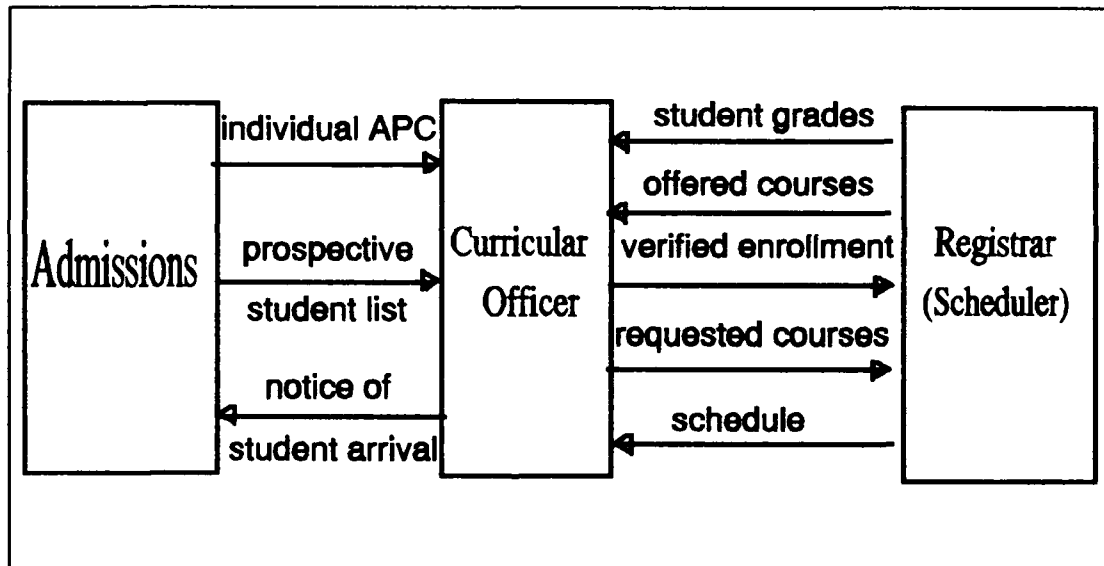 Admissions
individual APC
prospective
student list
notice of
student arrival
Curricular
Officer
student grades
offered courses
verified enrollment
requested courses
schedule
Registrar
(Scheduler)